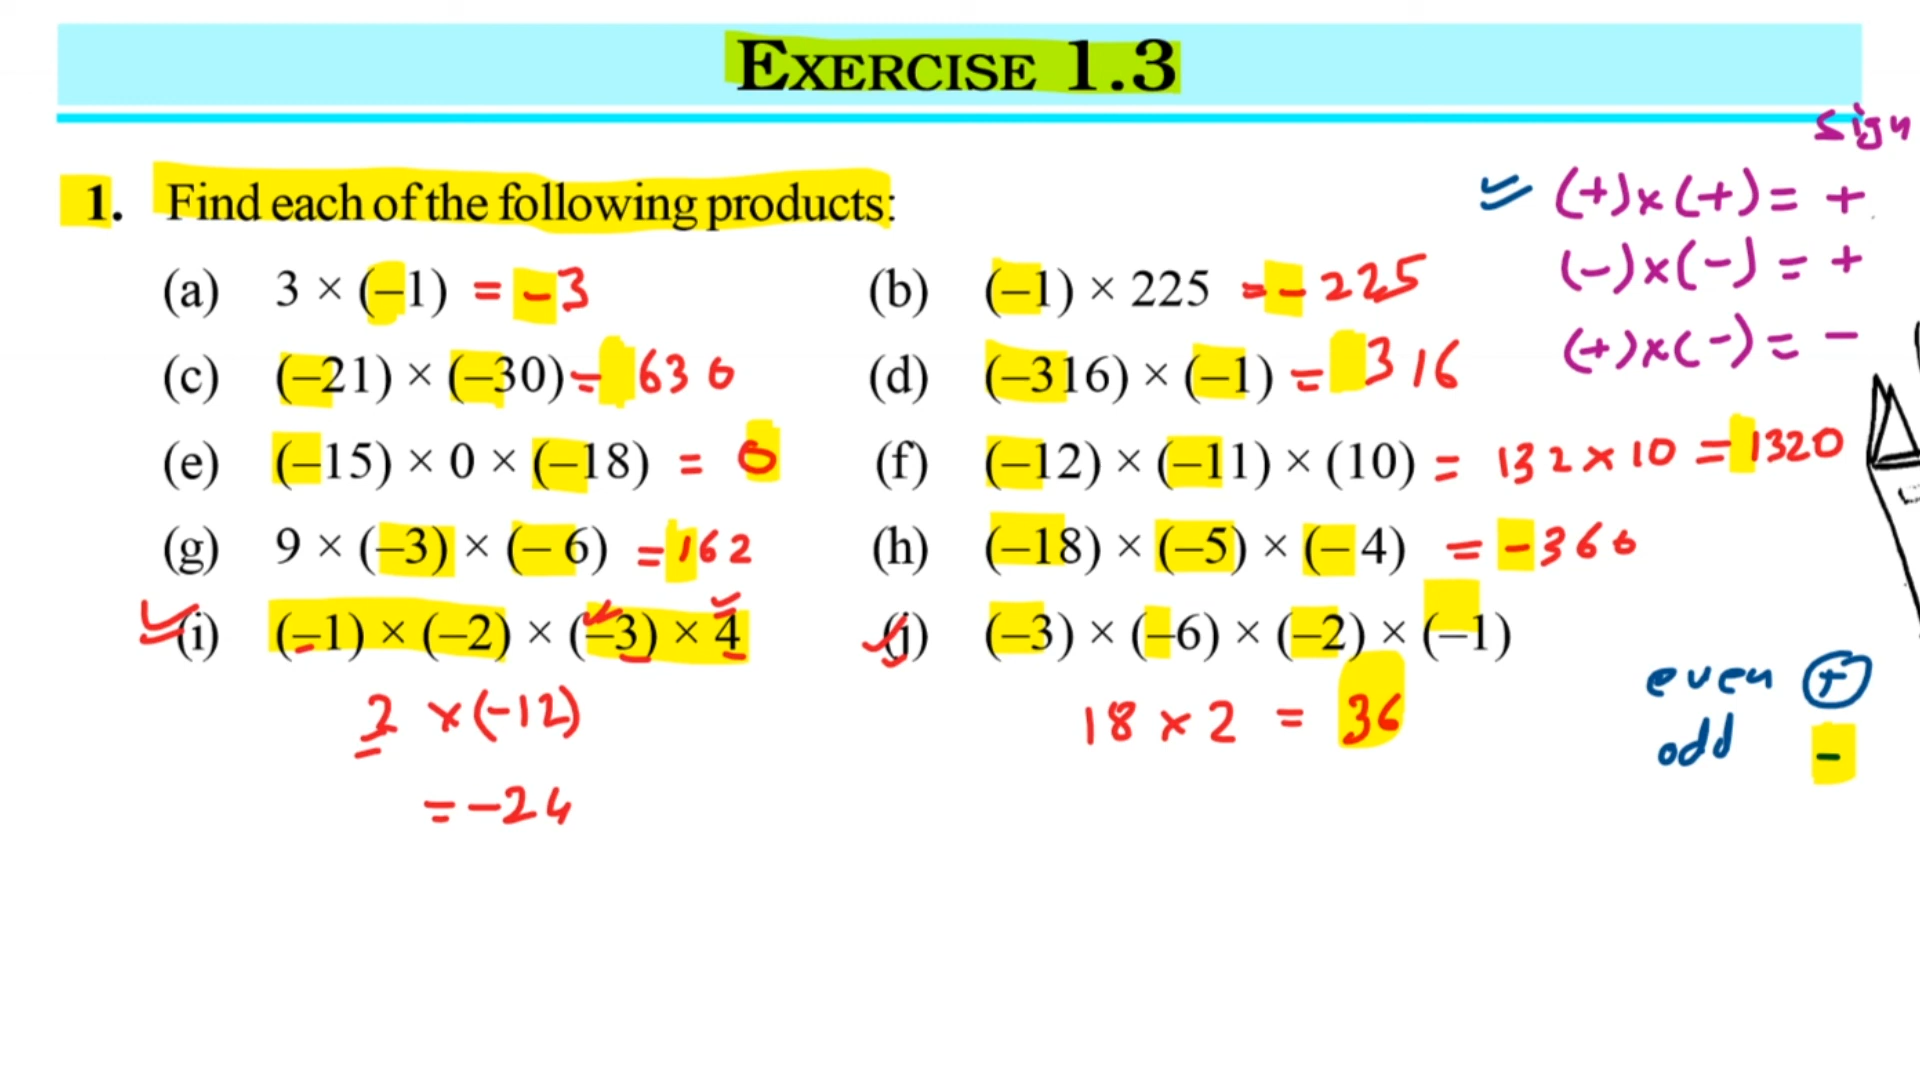 EXERCISE 1.3
sign
1. Find each of the following products:
(+)×(+)= +
(a) 3 × (–1) = -3
(b) (–1) × 225 = - 225
(-)×(-) = +
(c) (–21) × (–30) = 630
(d) (–316) × (–1) = 316
(+)×(-) = -
(e) (–15) × 0 × (–18) = 0
(f) (–12) × (–11) × (10) = 132 × 10 = 1320
(g) 9 × (–3) × (– 6) = 162
(h) (–18) × (–5) × (– 4) = -360
(i) (–1) × (–2) × (–3) × 4
(j) (–3) × (–6) × (–2) × (–1)
2 × (-12)
18 × 2 = 36
even +
odd -
= -24